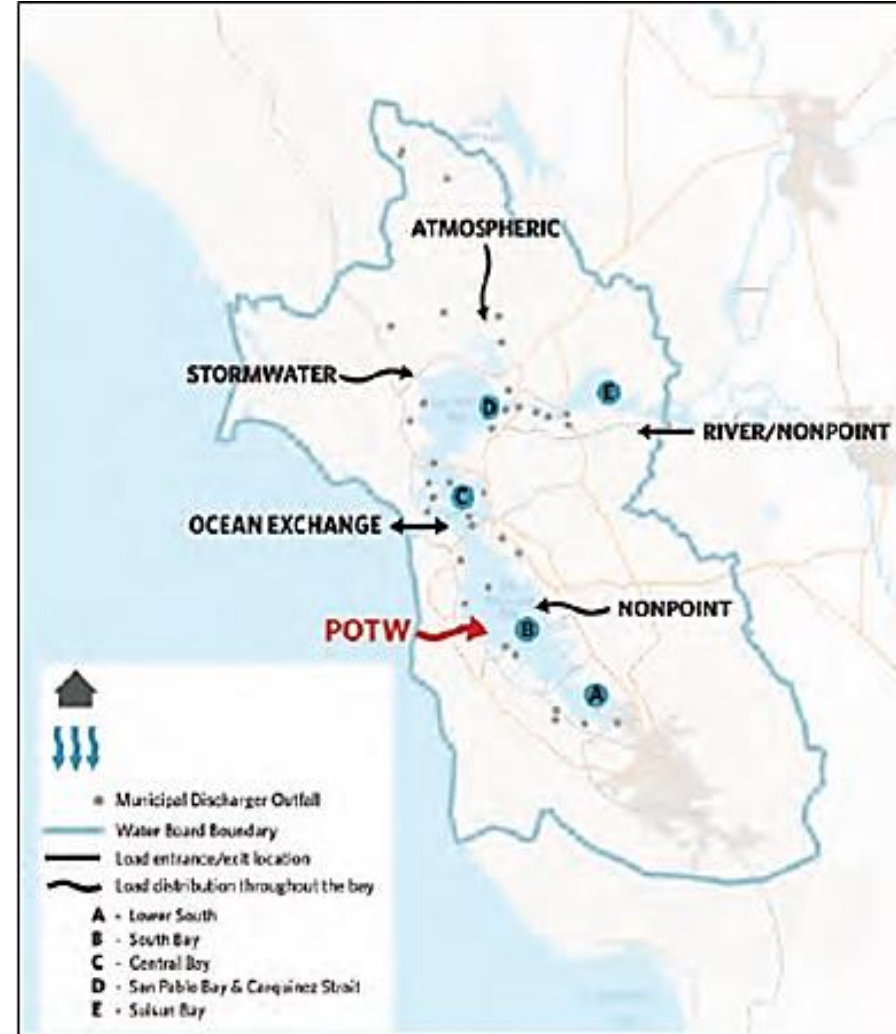 ATMOSPHERIC
STORMWATER
D
E
RIVER/NONPOINT
C
OCEAN EXCHANGE
NONPOINT
POTW
B
A
Municipal Discharger Outfall
Water Board Boundary
Load entrance/exit location
Load distribution throughout the bay
A - Lower South
B - South Bay
C - Central Bay
D - San Pablo Bay & Carquinez Strait
E - Suisun Bay